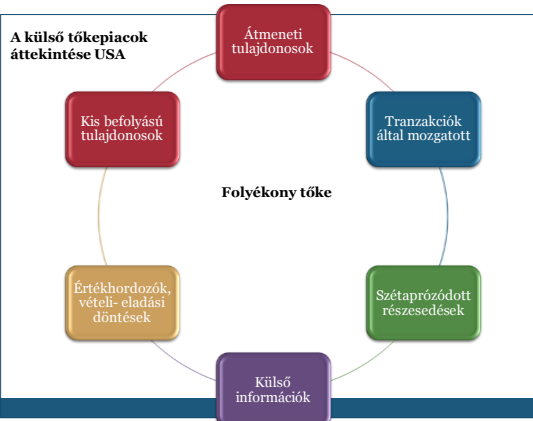 A külső tőkepiacok
áttekintése USA
Átmeneti
tulajdonosok
Tranzakciók
által mozgatott
Szétaprózódott
részesedések
Külső
információk
Értékhordozók,
vételi- eladási
döntések
Kis befolyású
tulajdonosok
Folyékony tőke